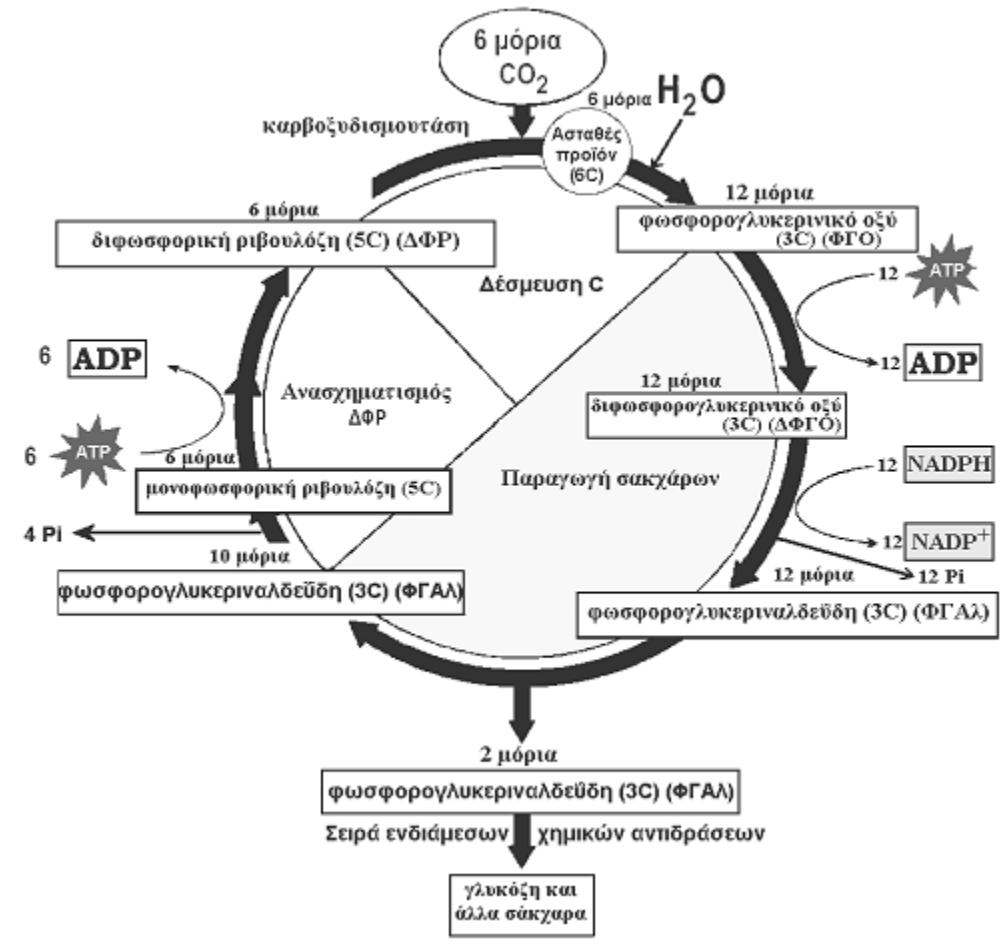 6 μόρια
CO2
6 μόρια H2O
καρβοξυδισμουτάση
Ασταθές
προϊόν
(6C)
12 μόρια
φωσφορογλυκερινικό οξύ
(3C) (ΦΓΟ)
6 μόρια
διφωσφορική ριβουλόζη (5C) (ΔΦΡ)
Δέσμευση C
12 ATP
12 ADP
6 ADP
Ανασχηματισμός
ΔΦΡ
12 μόρια
διφωσφορογλυκερινικό οξύ
(3C) (ΔΦΓΟ)
6 ATP
6 μόρια
μονοφωσφορική ριβουλόζη (5C)
Παραγωγή σακχάρων
12 NADPH
12 NADP+
4 Pi
10 μόρια
φωσφορογλυκεριναλδεΰδη (3C) (ΦΓΑλ)
12 μόρια
12 Pi
φωσφορογλυκεριναλδεΰδη (3C) (ΦΓΑλ)
2 μόρια
φωσφορογλυκεριναλδεΰδη (3C) (ΦΓΑλ)
Σειρά ενδιάμεσων χημικών αντιδράσεων
γλυκόζη και
άλλα σάκχαρα